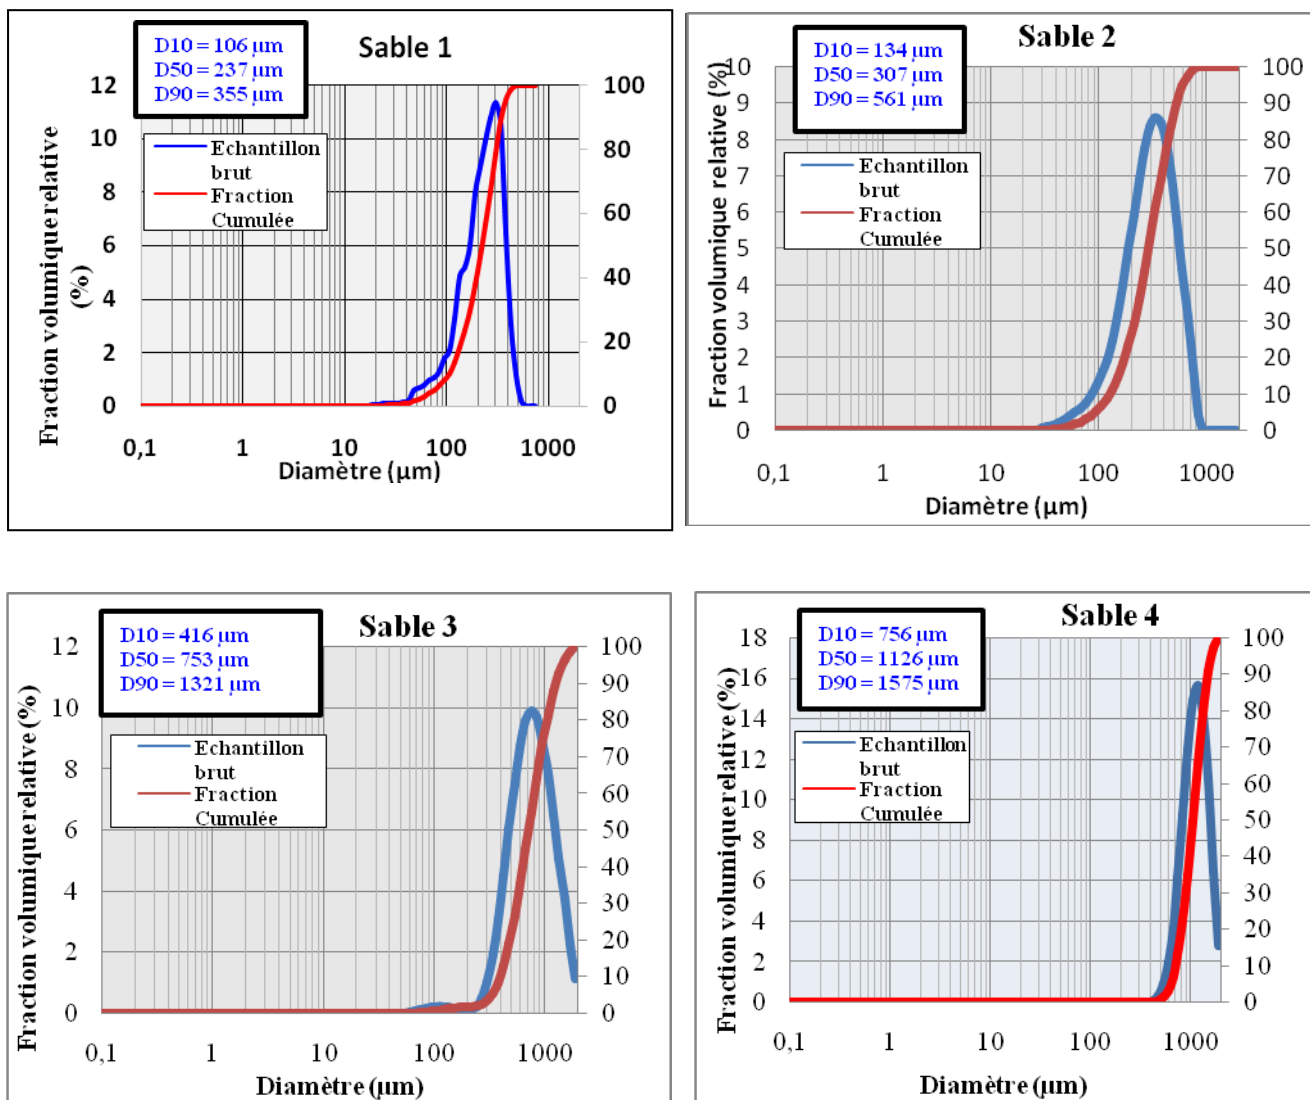 Sable 1
D10 = 106 µm
D50 = 237 µm
D90 = 355 µm
Echantillon
brut
Fraction
Cumulée
Fraction volumique relative
(%)
12
10
8
6
4
2
0
100
80
60
40
20
0
0,1 1 10 100 1000
Diamètre (µm)
Sable 2
D10 = 134 µm
D50 = 307 µm
D90 = 561 µm
Echantillon
brut
Fraction
Cumulée
Fraction volumique relative (%)
10
9
8
7
6
5
4
3
2
1
0
100
90
80
70
60
50
40
30
20
10
0
0,1 1 10 100 1000
Diamètre (µm)
Sable 3
D10 = 416 µm
D50 = 753 µm
D90 = 1321 µm
Echantillon
brut
Fraction
Cumulée
Fraction volumique relative (%)
12
10
8
6
4
2
0
100
90
80
70
60
50
40
30
20
10
0
0,1 1 10 100 1000
Diamètre (µm)
Sable 4
D10 = 756 µm
D50 = 1126 µm
D90 = 1575 µm
Echantillon
brut
Fraction
Cumulée
Fraction volumique relative (%)
18
16
14
12
10
8
6
4
2
0
100
90
80
70
60
50
40
30
20
10
0
0,1 1 10 100 1000
Diamètre (µm)